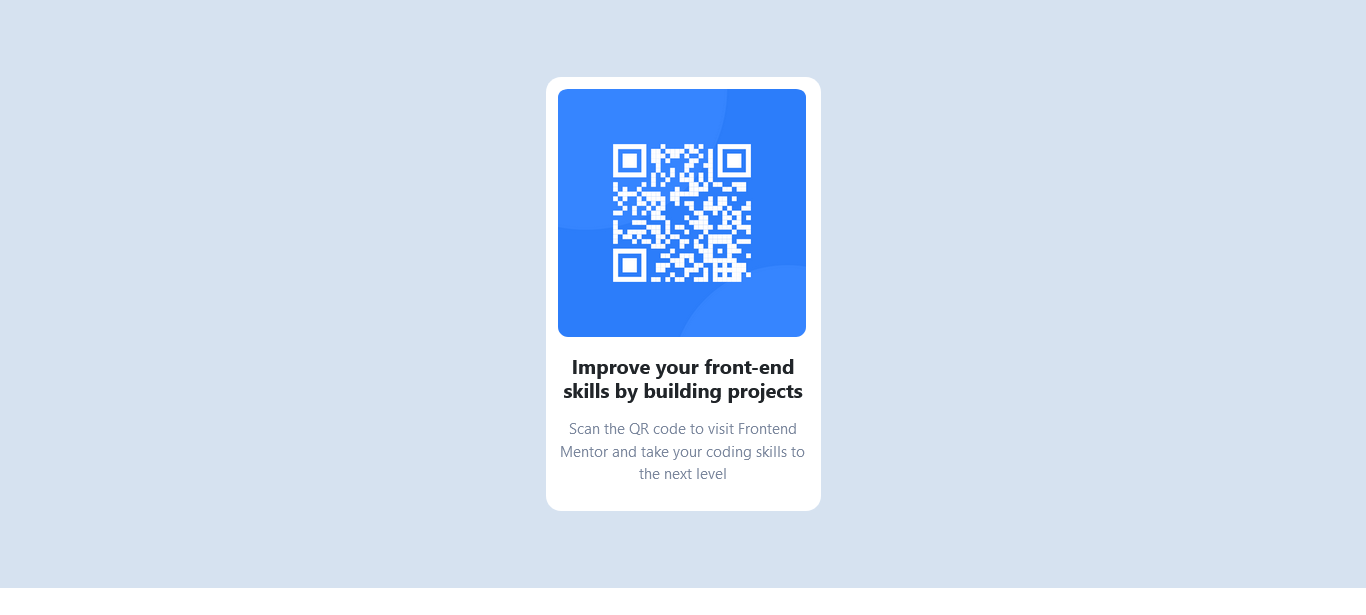 Improve your front-end
skills by building projects
Scan the QR code to visit Frontend
Mentor and take your coding skills to
the next level